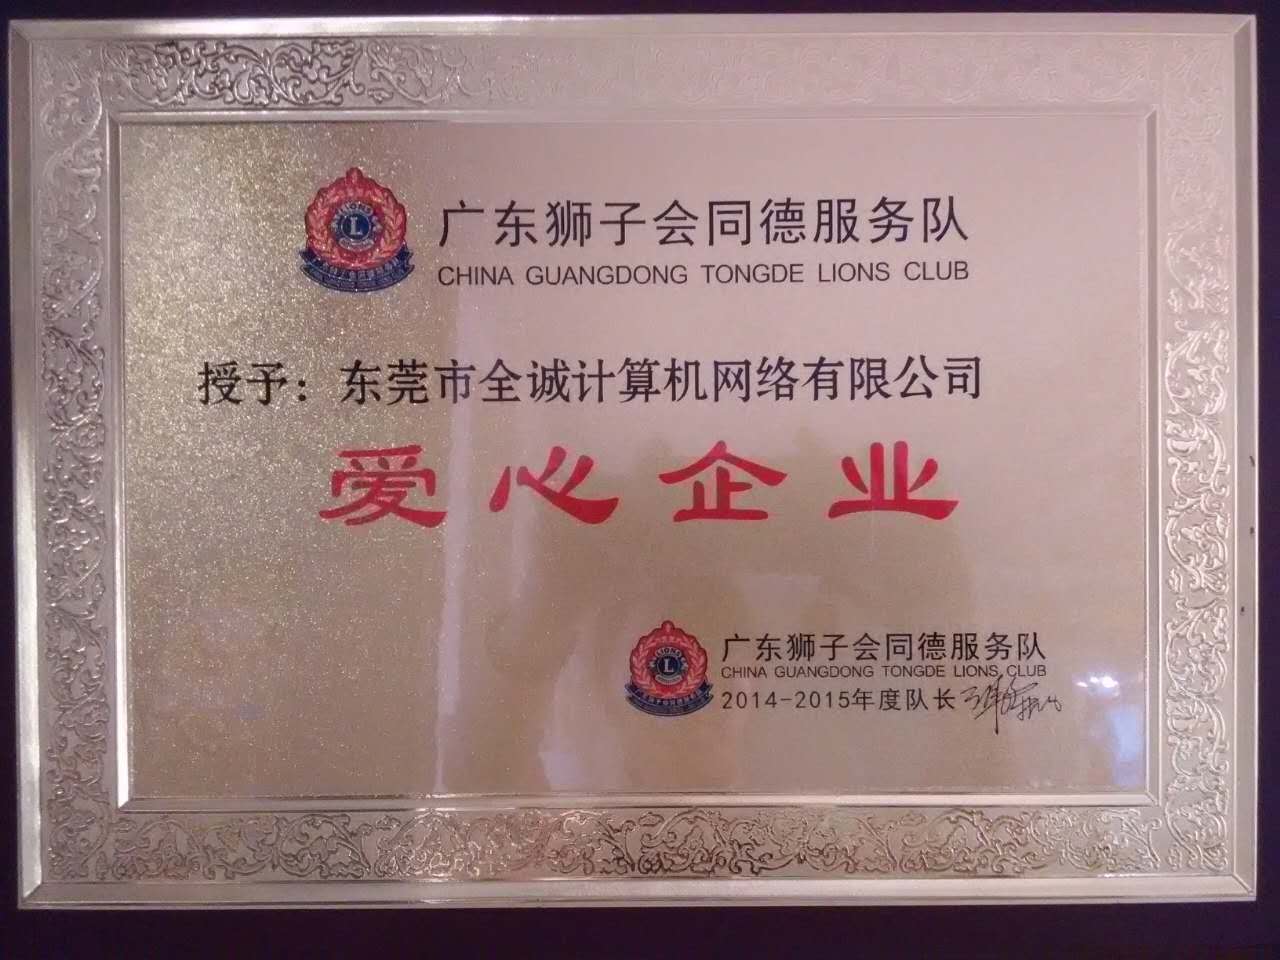 广东狮子会同德服务队
CHINA GUANGDONG TONGDE LIONS CLUB
授予：东莞市全诚计算机网络有限公司
爱心企业
广东狮子会同德服务队
CHINA GUANGDONG TONGDE LIONS CLUB
2014-2015年度队长